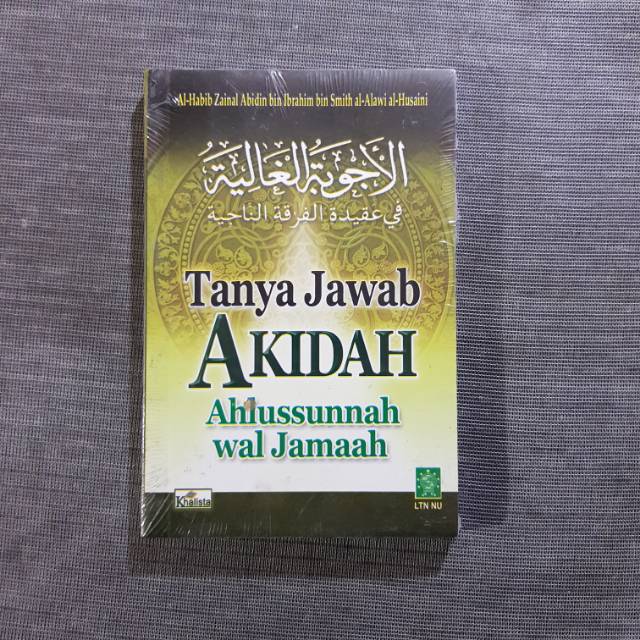 Al-Habib Zainal Abidin bin Ibrahim bin Smith al-Alawi al-Husaini
الأجوبة الغالية
في عقيدة الفرقة الناجية
Tanya Jawab
AKIDAH
Ahlussunnah
wal Jamaah
Khalista
LTN NU